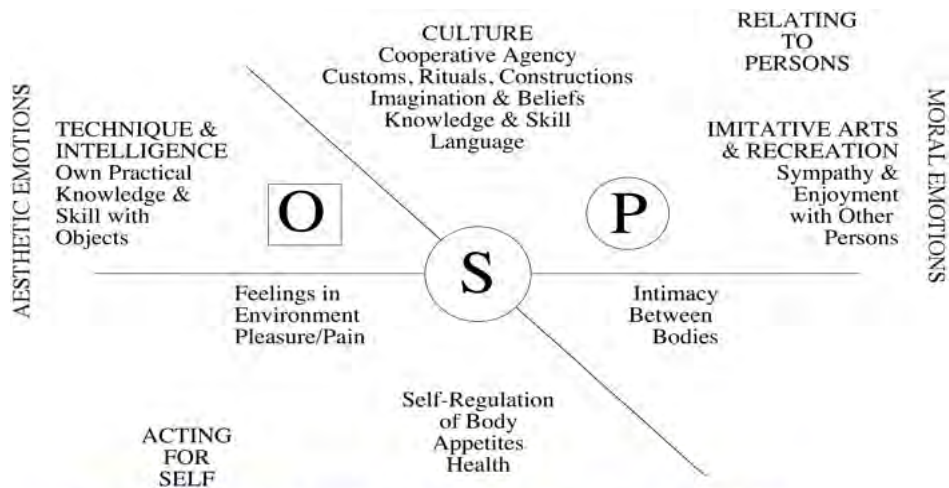 CULTURE
Cooperative Agency
Customs, Rituals, Constructions
Imagination & Beliefs
Knowledge & Skill
Language
RELATING
TO
PERSONS
AESTHETIC EMOTIONS
TECHNIQUE &
INTELLIGENCE
Own Practical
Knowledge &
Skill with
Objects
O
S
P
IMITATIVE ARTS
& RECREATION
Sympathy &
Enjoyment
with Other
Persons
MORAL EMOTIONS
Feelings in
Environment
Pleasure/Pain
Intimacy
Between
Bodies
Self-Regulation
of Body
Appetites
Health
ACTING
FOR
SELF